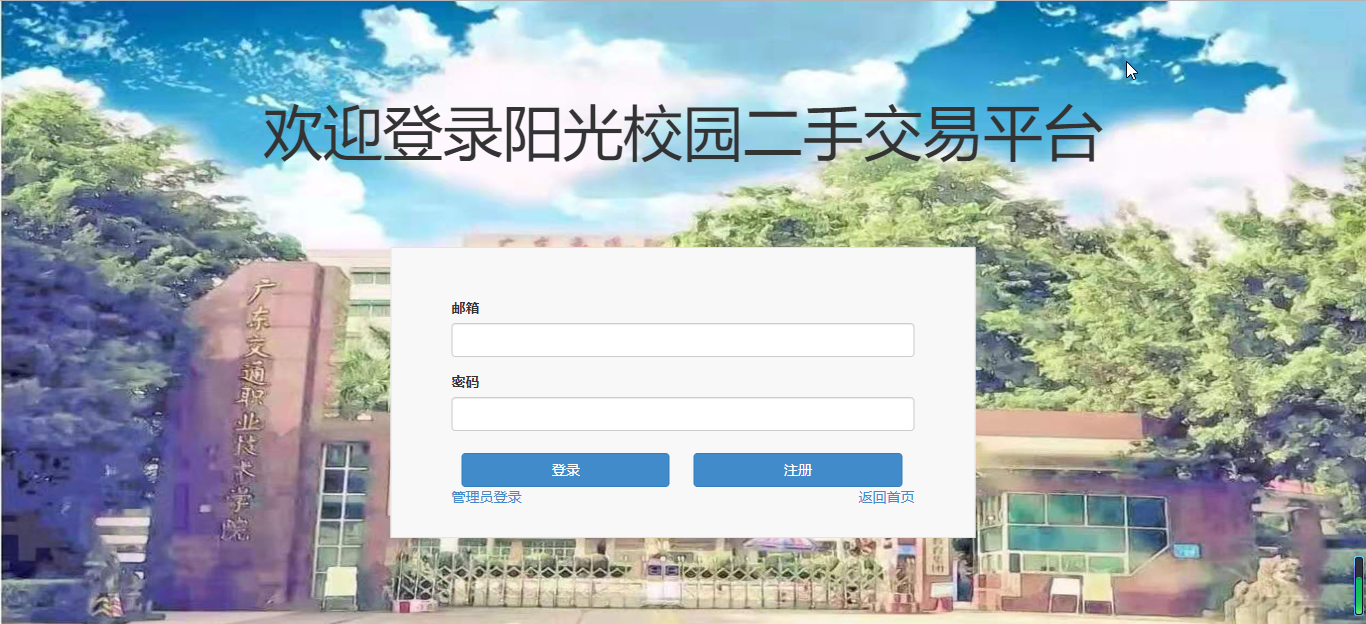 欢迎登录阳光校园二手交易平台
广东交通职业技术学院
邮箱
密码
登录 注册
管理员登录 返回首页